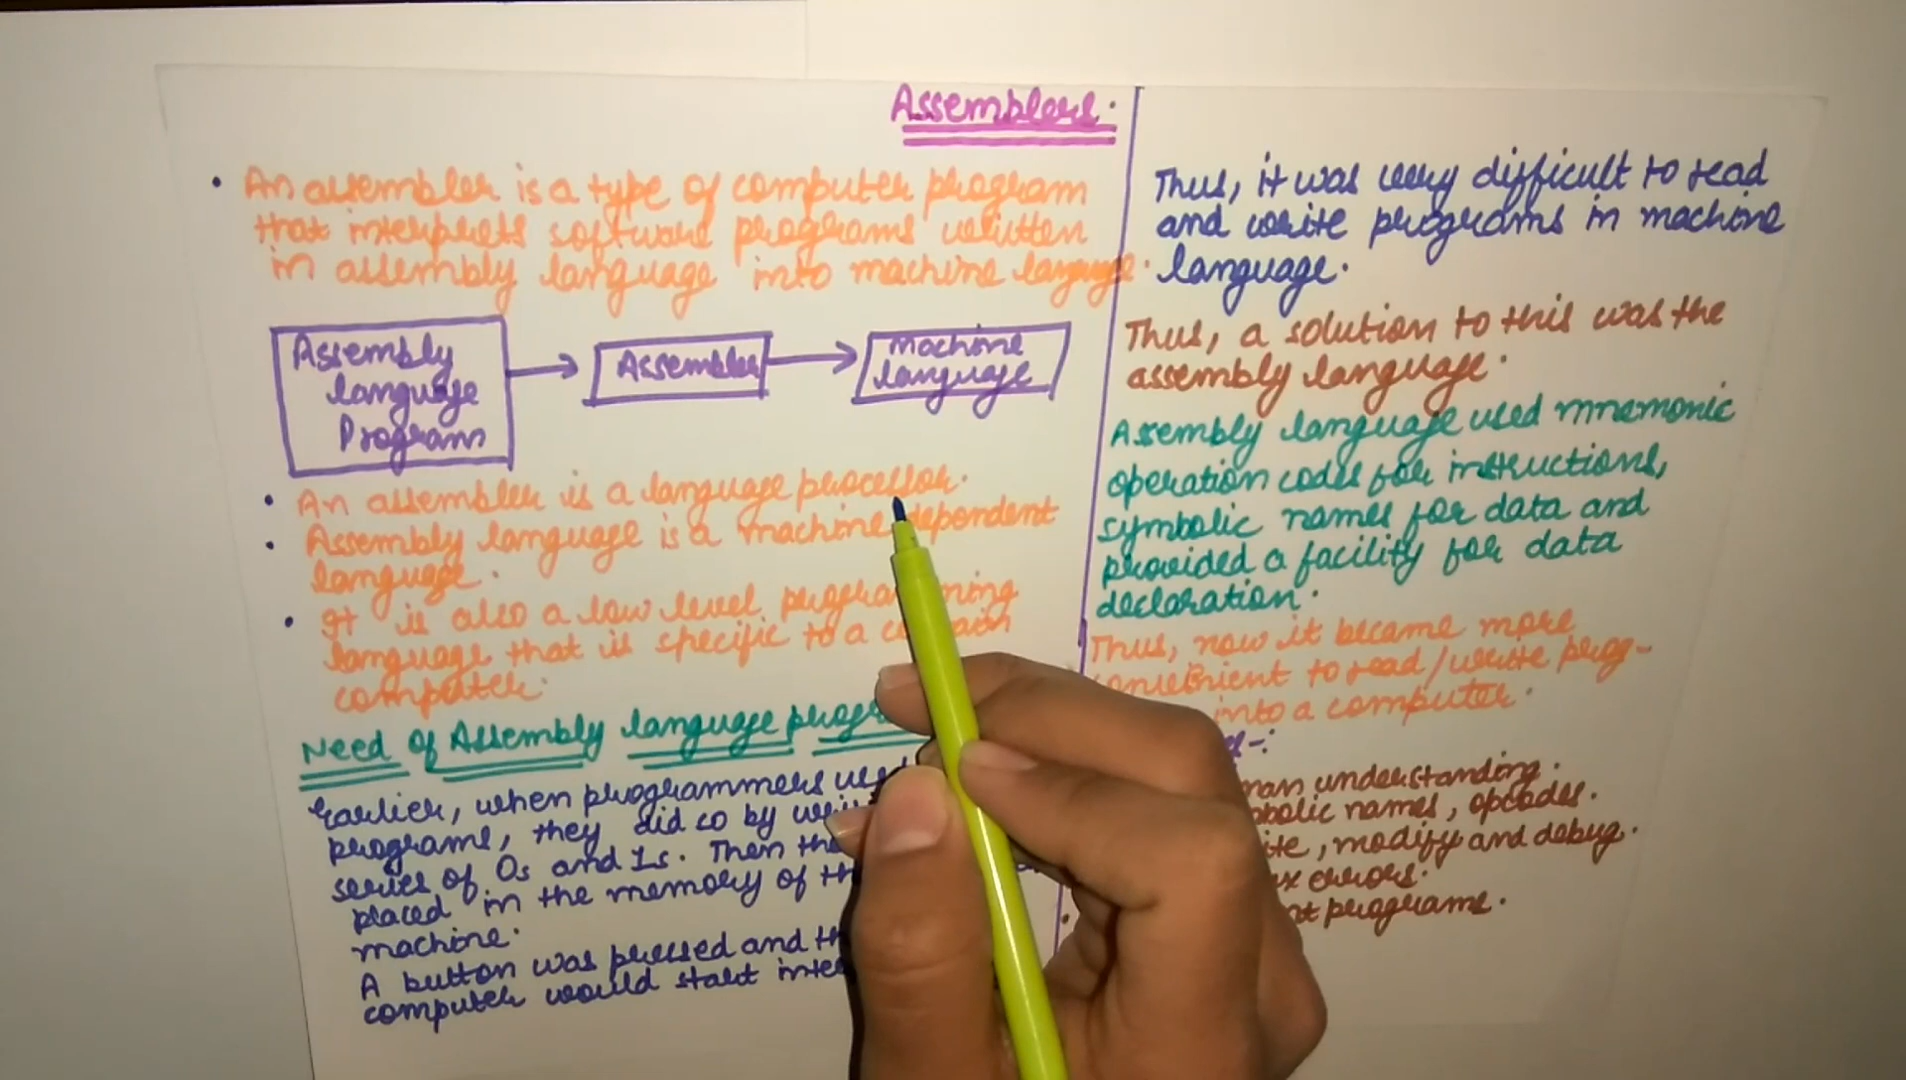 Assemblers.
• An assembler is a type of computer program
that interprets software programs written
in assembly language into machine language.
Assembly
language
Program
Assembler
Machine
language
• An assembler is a language processor.
• Assembly language is a machine dependent
language.
• It is also a low level programming
language that is specific to a certain
computer.
Need of Assembly language
Earlier, when programmers used
programs, they did so by
series of 0s and 1s. Then
placed in the memory of
machine.
A button was pressed and
computer would start
Thus, it was very difficult to read
and write programs in machine
language.
Thus, a solution to this was the
assembly language.
Assembly language used mnemonic
operation codes for instructions,
symbolic names for data and
provided a facility for data
declaration.
Thus, now it became more
convenient to read/write prog-
into a computer.
understanding.
names, opcodes.
, modify and debug.
errors.
programs.